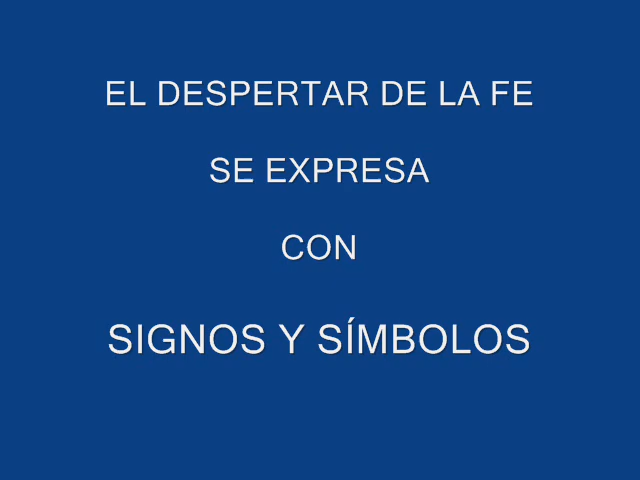 EL DESPERTAR DE LA FE
SE EXPRESA
CON
SIGNOS Y SÍMBOLOS